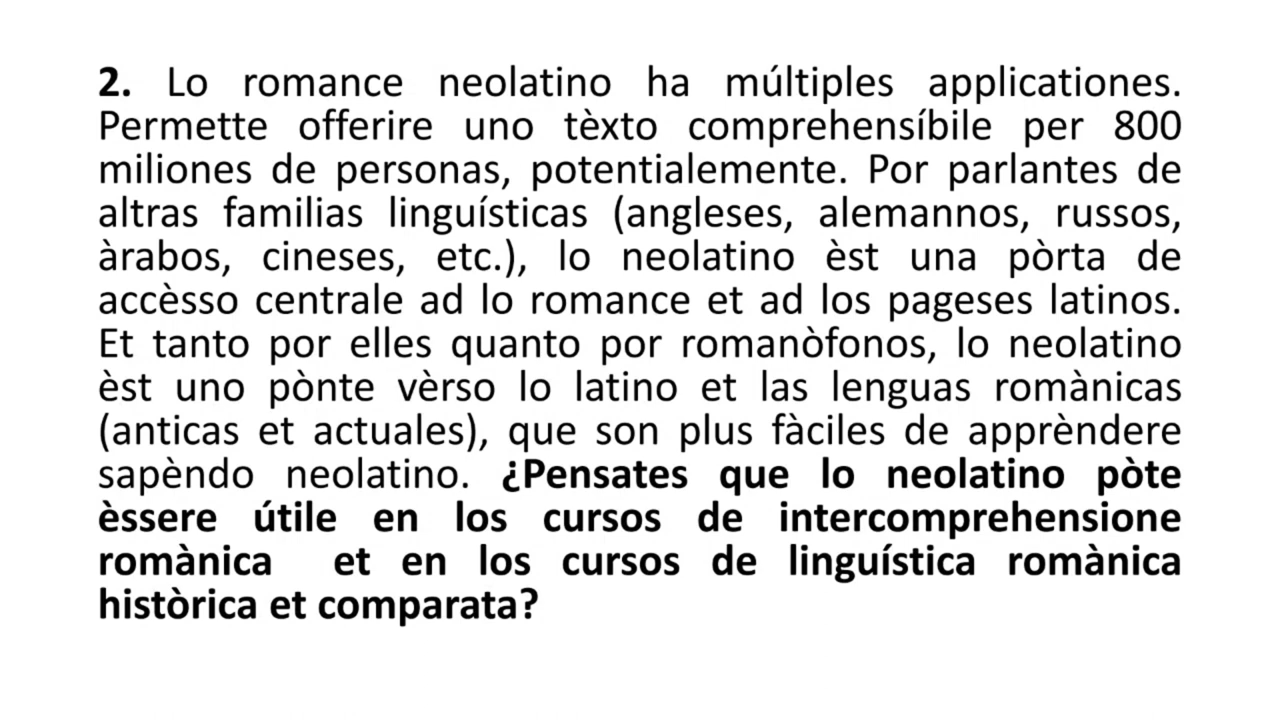 2. Lo romance neolatino ha múltiples applicationes.
Permette offerire uno tèxto comprehensíbile per 800
miliones de personas, potentialemente. Por parlantes de
altras familias linguísticas (angleses, alemannos, russos,
àrabos, cineses, etc.), lo neolatino èst una pòrta de
accèsso centrale ad lo romance et ad los pageses latinos.
Et tanto por elles quanto por romanòfonos, lo neolatino
èst uno pònte vèrso lo latino et las lenguas romànicas
(anticas et actuales), que son plus fàciles de apprèndere
sapèndo neolatino. ¿Pensates que lo neolatino pòte
èssere útile en los cursos de intercomprehensione
romànica et en los cursos de linguística romànica
històrica et comparata?